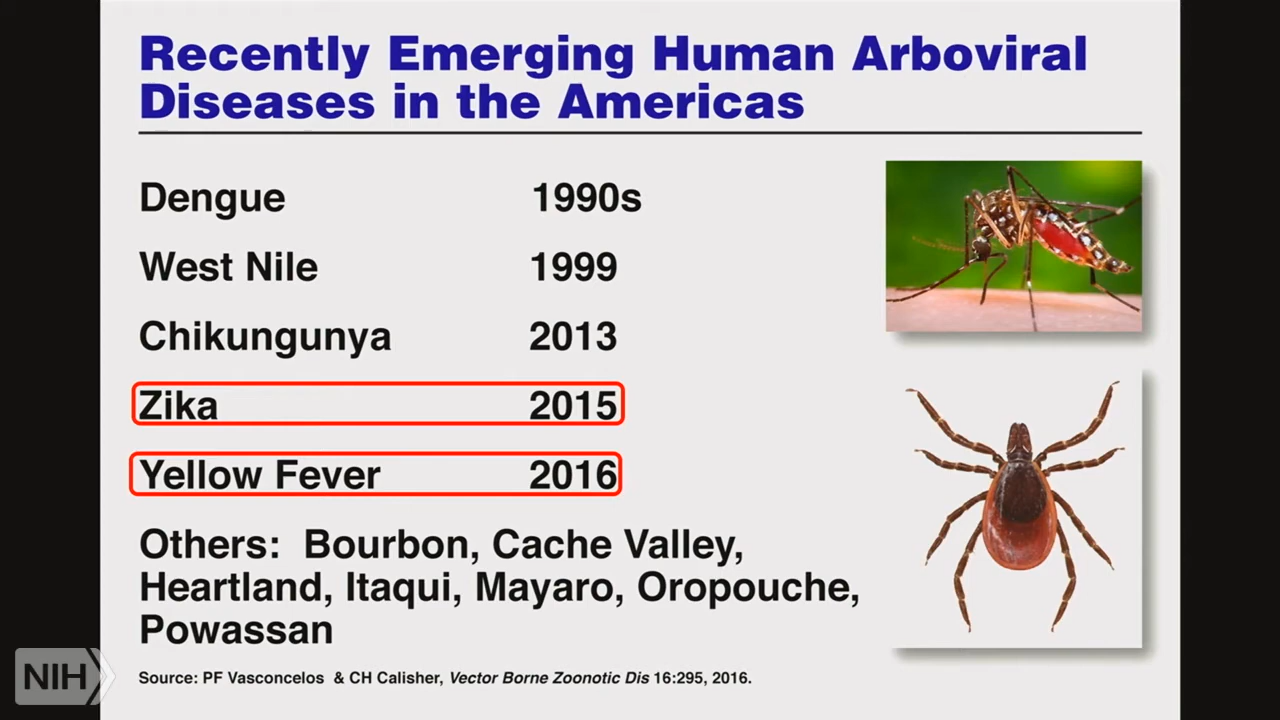 Recently Emerging Human Arboviral
Diseases in the Americas
Dengue 1990s
West Nile 1999
Chikungunya 2013
Zika 2015
Yellow Fever 2016
Others: Bourbon, Cache Valley,
Heartland, Itaqui, Mayaro, Oropouche,
Powassan
Source: PF Vasconcelos & CH Calisher, Vector Borne Zoonotic Dis 16:295, 2016.
NIH